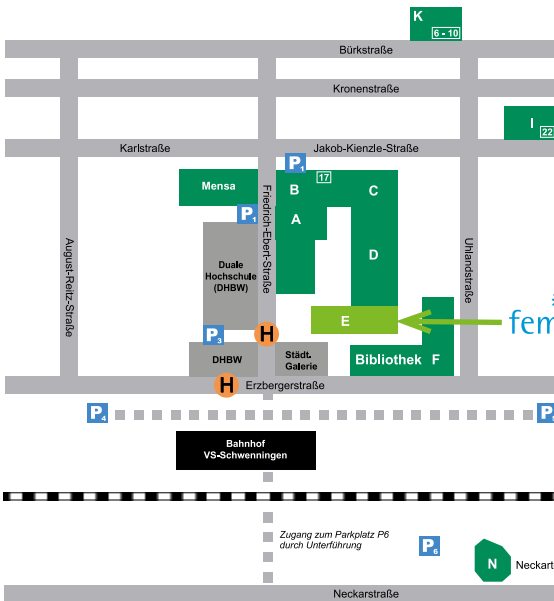 K
6 - 10
Bürkstraße
Kronenstraße
I
22
Karlstraße
Jakob-Kienzle-Straße
P1
17
Mensa
B
C
P1
A
Friedrich-Ebert-Straße
August-Reitz-Straße
Uhlandstraße
D
Duale
Hochschule
(DHBW)
E
fem
P3
H
DHBW
Städt.
Galerie
Bibliothek F
H
Erzbergerstraße
P4
Bahnhof
VS-Schwenningen
Zugang zum Parkplatz P6
durch Unterführung
P6
N
Neckart
Neckarstraße